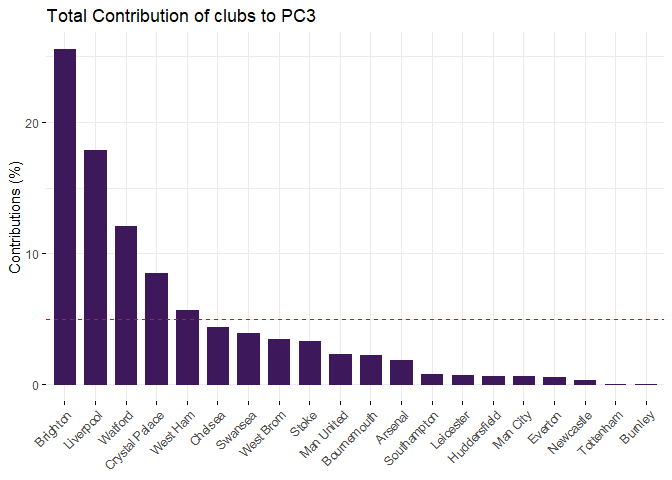 Total Contribution of clubs to PC3
Contributions (%)
20
10
0
Brighton
Liverpool
Watford
Crystal Palace
West Ham
Chelsea
Swansea
West Brom
Stoke
Man United
Bournemouth
Arsenal
Southampton
Leicester
Huddersfield
Man City
Everton
Newcastle
Tottenham
Burnley